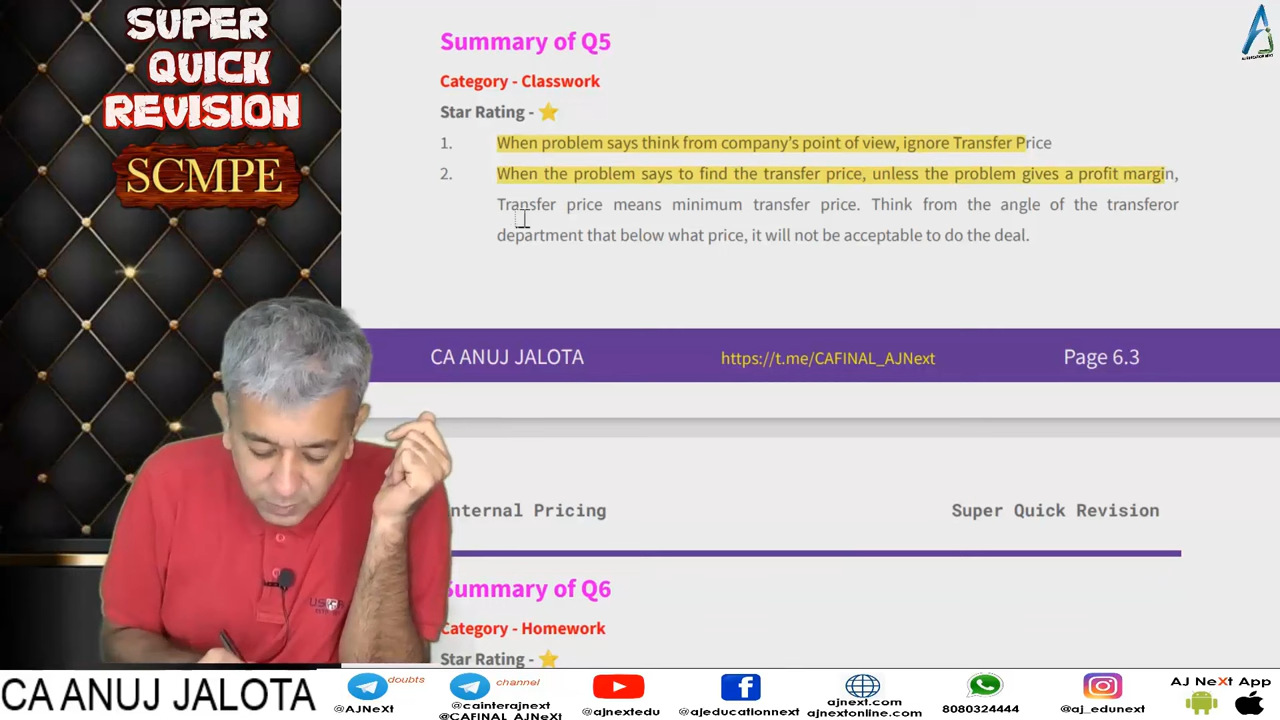 SUPER
QUICK
REVISION
SCMPE
Summary of Q5
Category - Classwork
Star Rating - ⭐
1. When problem says think from company's point of view, ignore Transfer Price
2. When the problem says to find the transfer price, unless the problem gives a profit margin,
Transfer price means minimum transfer price. Think from the angle of the transferor
department that below what price, it will not be acceptable to do the deal.
CA ANUJ JALOTA https://t.me/CAFINAL_AJNext Page 6.3
nternal Pricing Super Quick Revision
Summary of Q6
Category - Homework
Star Rating - ⭐
CA ANUJ JALOTA
doubts
@AJNeXt
channel
@cainterajnext
@CAFINAL_AJNeXt
@ajnextedu
@ajeducationnext
ajnext.com
ajnextonline.com
8080324444
@aj_edunext
AJ NeXt App